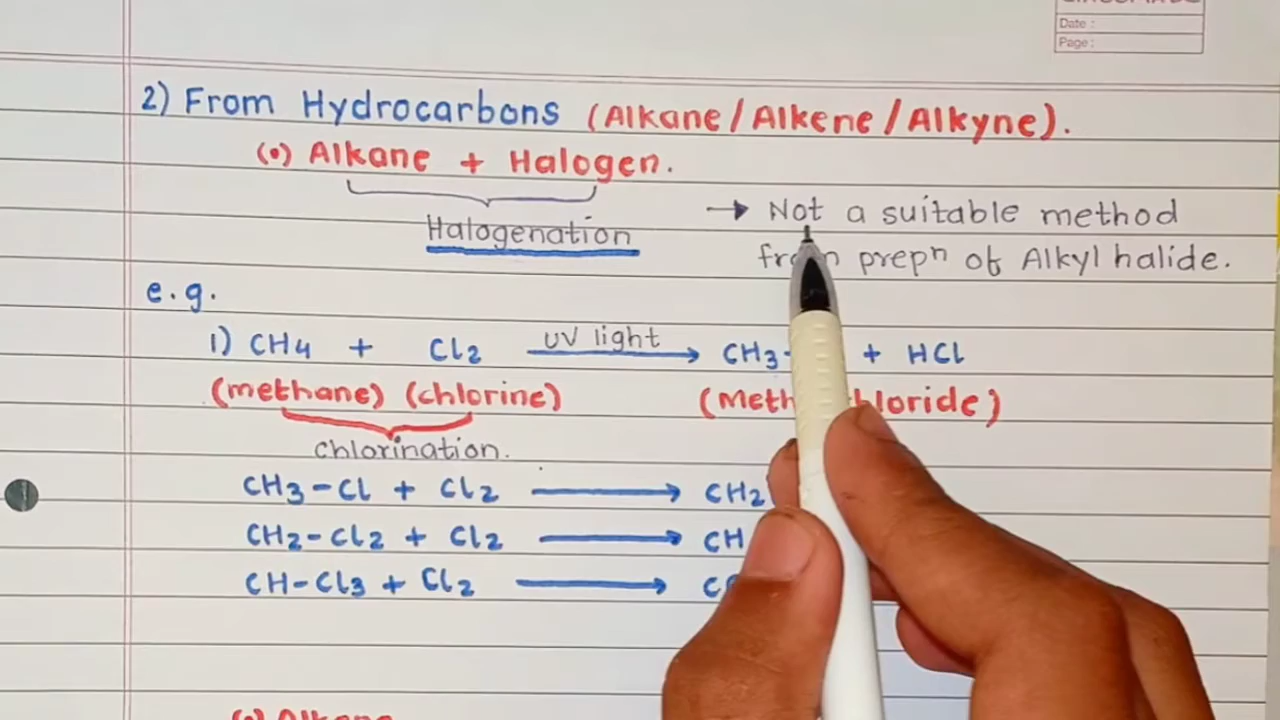 Date :
Page :
2) From Hydrocarbons (Alkane/Alkene/Alkyne).
(•) Alkane + Halogen.
Halogenation
→ Not a suitable method
prepⁿ of Alkyl halide.
e.g.
1) CH4 + Cl2 UV light → CH3- + HCl
(methane) (chlorine)
chlorination.
CH3-Cl + Cl2 → CH2
CH2-Cl2 + Cl2 → CH
CH-Cl3 + Cl2 →